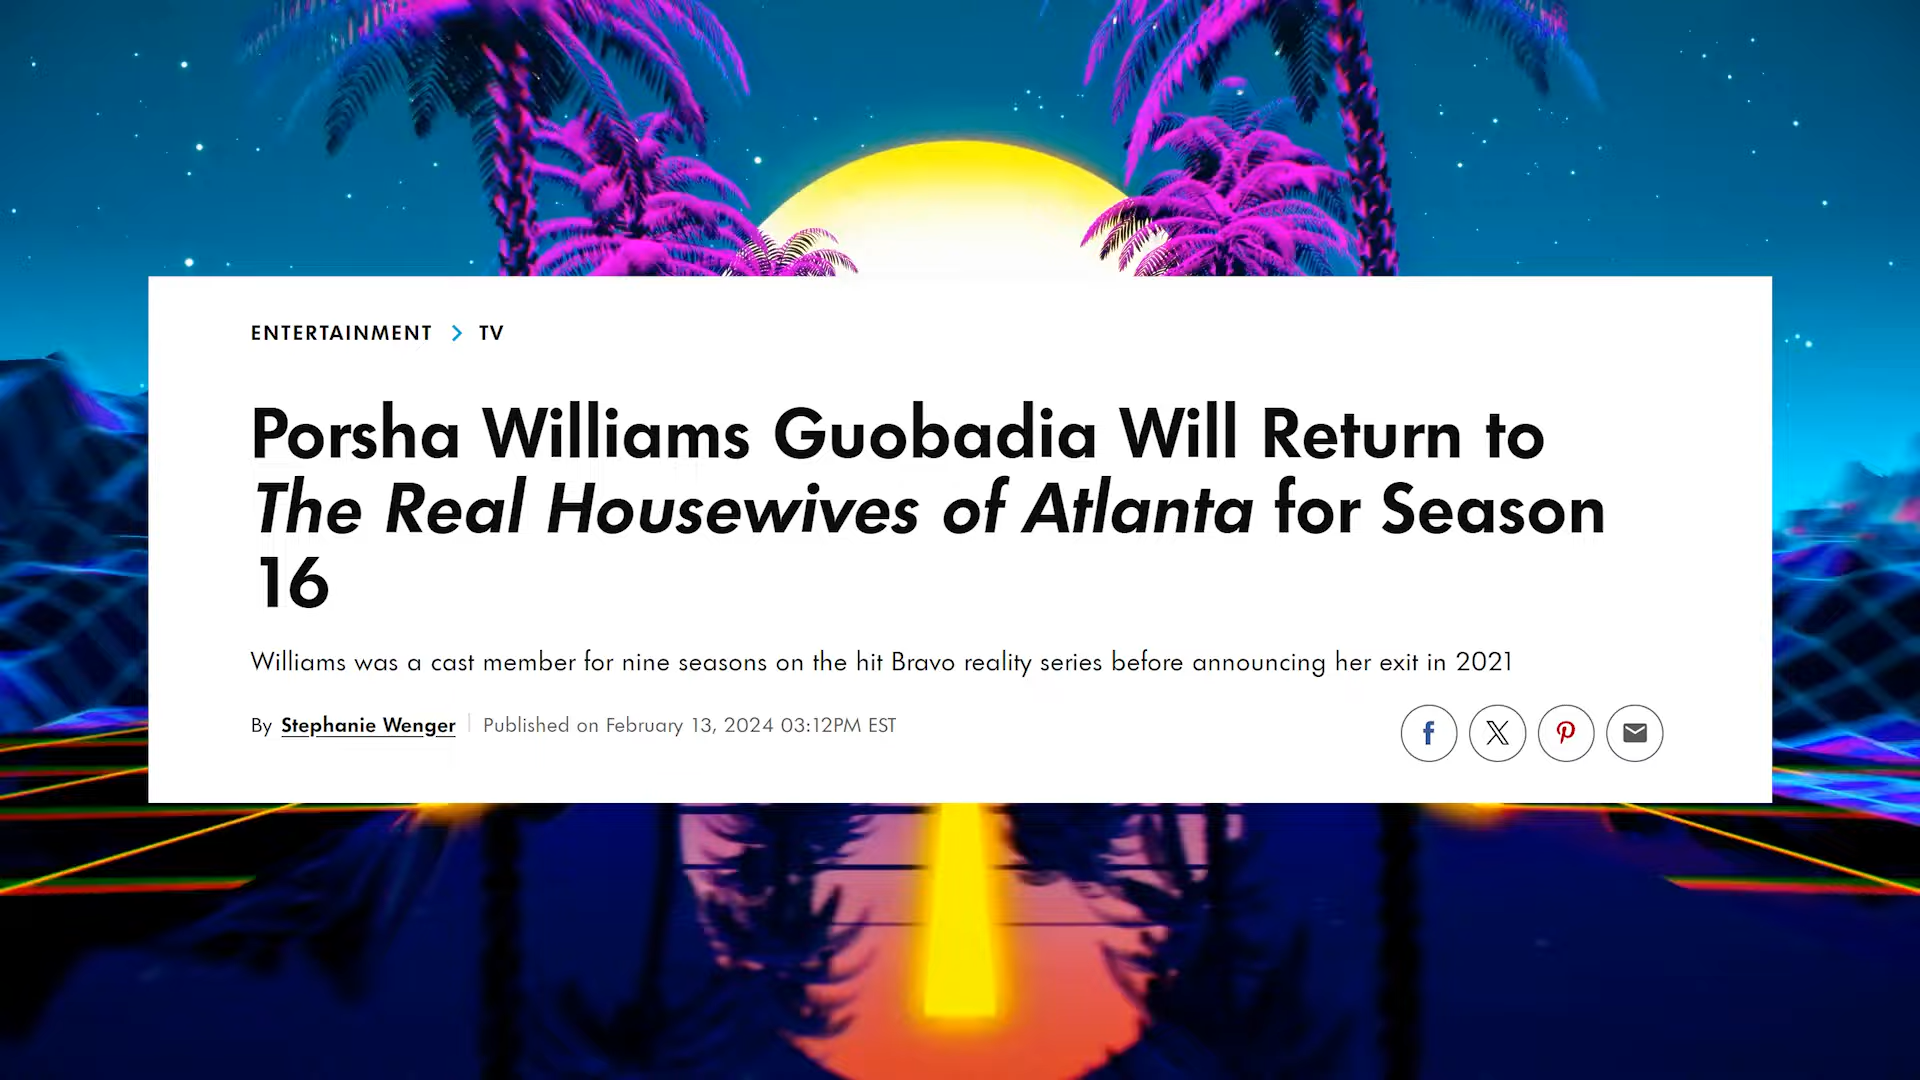 ENTERTAINMENT > TV
Porsha Williams Guobadia Will Return to
The Real Housewives of Atlanta for Season
16
Williams was a cast member for nine seasons on the hit Bravo reality series before announcing her exit in 2021
By Stephanie Wenger | Published on February 13, 2024 03:12PM EST